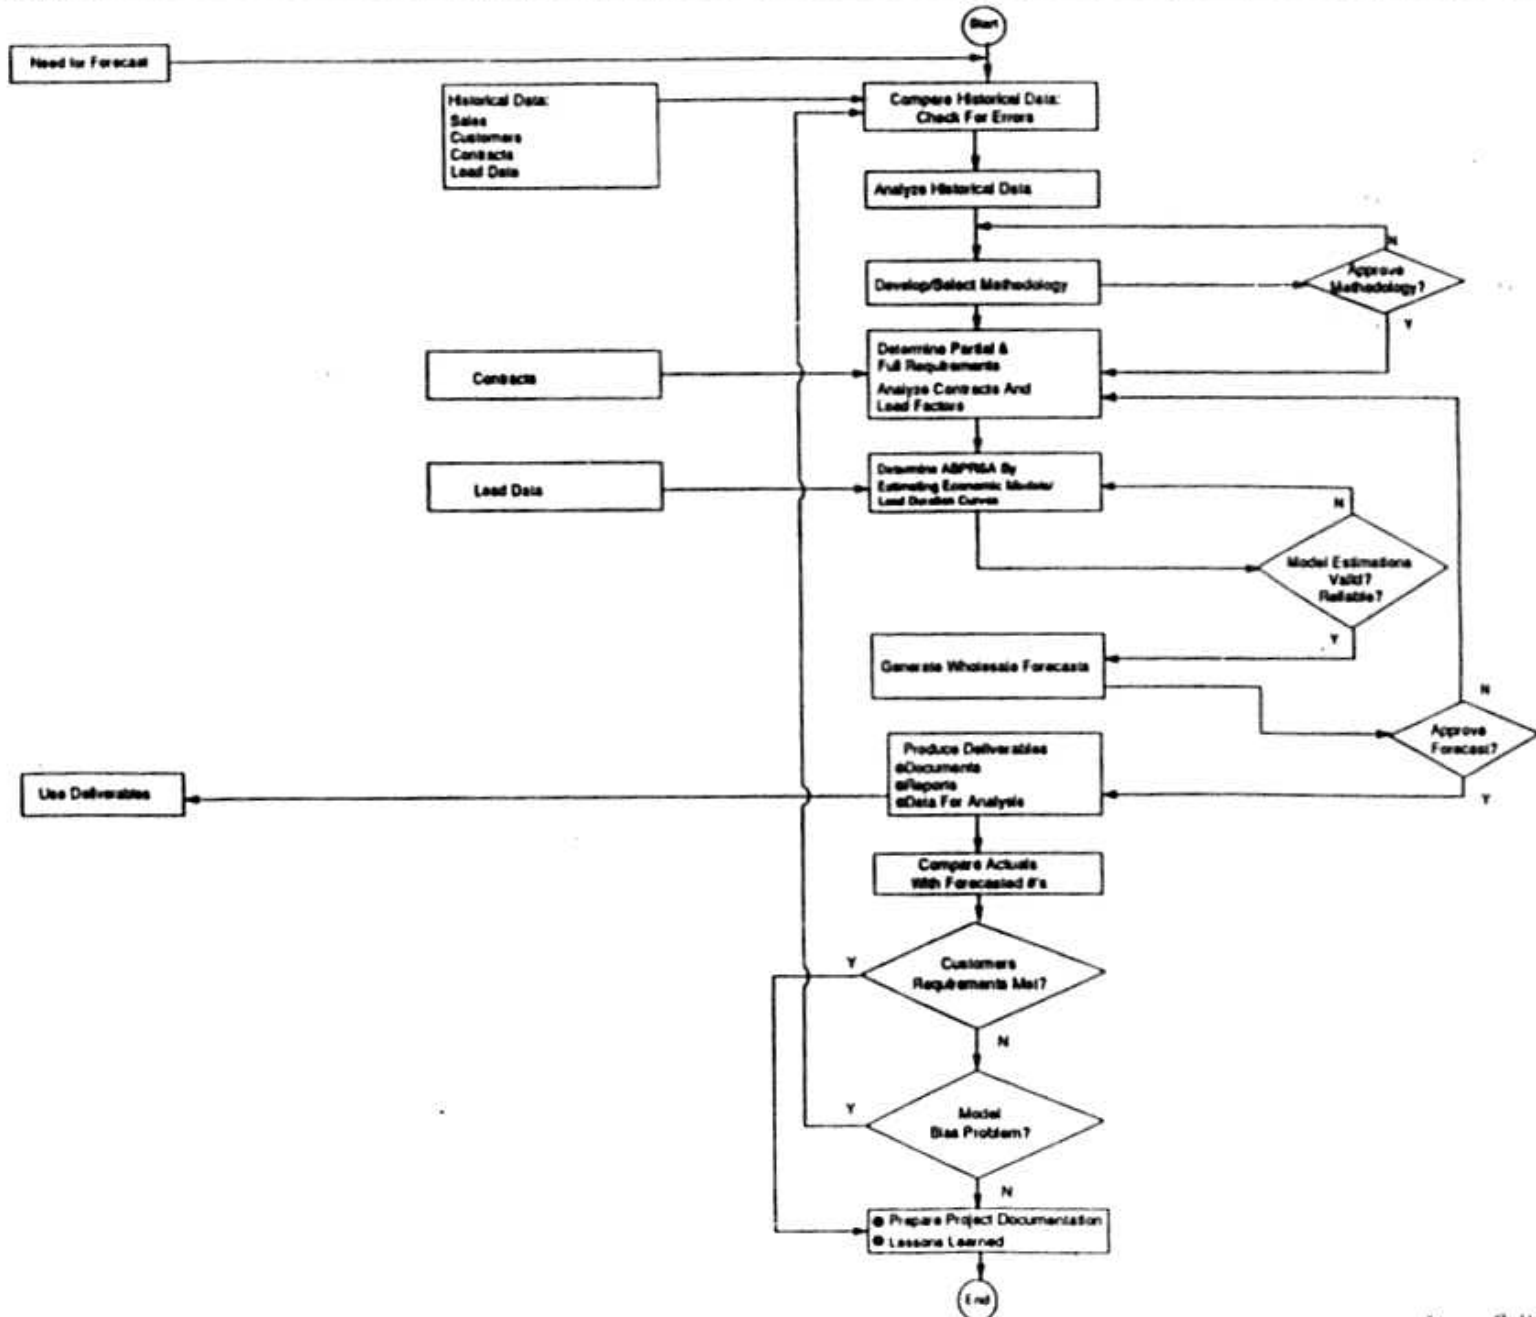 Start
Need for Forecast
Historical Data:
Sales
Customers
Contracts
Load Data
Compare Historical Data:
Check For Errors
Analyze Historical Data
N
Approve
Methodology?
Y
Develop/Select Methodology
Determine Partial &
Full Requirements
Analyze Contracts And
Load Factors
Contracts
Load Data
Determine ABPRSA By
Estimating Economic Models/
Load Duration Curves
N
Model Estimations
Valid?
Reliable?
Y
Generate Wholesale Forecasts
N
Approve
Forecast?
Y
Produce Deliverables
Documents
Reports
Data For Analysis
Use Deliverables
Compare Actuals
With Forecasted #'s
Y
Customers
Requirements Met?
N
Y
Model
Bias Problem?
N
● Prepare Project Documentation
● Lessons Learned
End